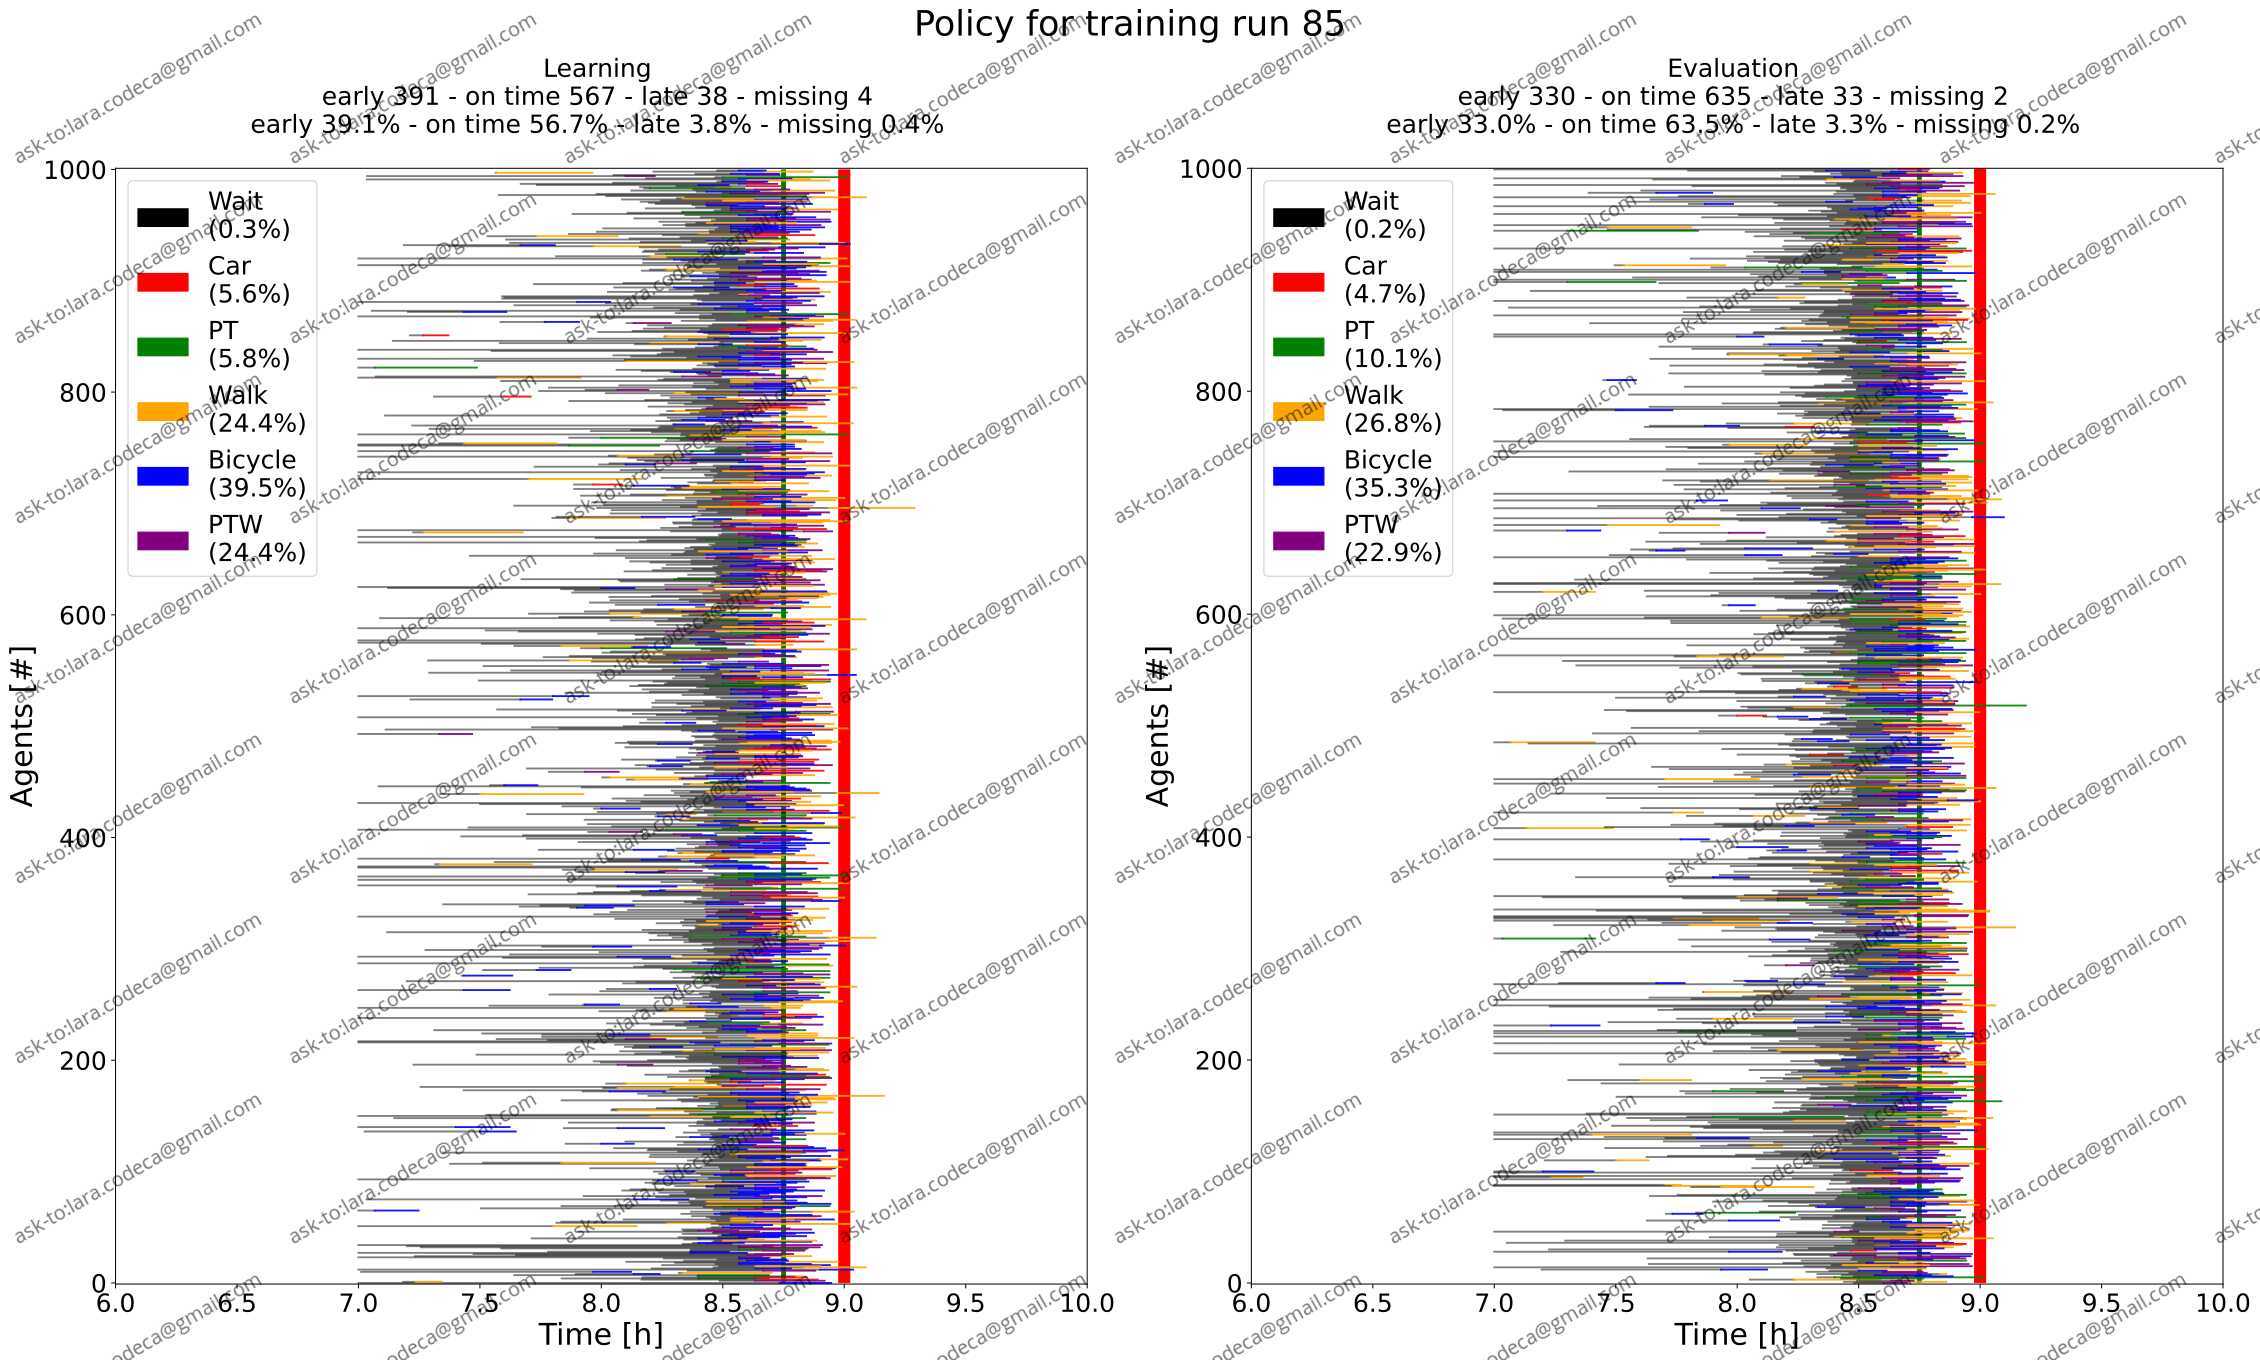 Policy for training run 85
Learning
early 391 - on time 567 - late 38 - missing 4
early 39.1% - on time 56.7% - late 3.8% - missing 0.4%
1000
800
600
400
200
0
Agents [#]
Wait
(0.3%)
Car
(5.6%)
PT
(5.8%)
Walk
(24.4%)
Bicycle
(39.5%)
PTW
(24.4%)
6.0 6.5 7.0 7.5 8.0 8.5 9.0 9.5 10.0
Time [h]
Evaluation
early 330 - on time 635 - late 33 - missing 2
early 33.0% - on time 63.5% - late 3.3% - missing 0.2%
1000
800
600
400
200
0
Agents [#]
Wait
(0.2%)
Car
(4.7%)
PT
(10.1%)
Walk
(26.8%)
Bicycle
(35.3%)
PTW
(22.9%)
6.0 6.5 7.0 7.5 8.0 8.5 9.0 9.5 10.0
Time [h]
ask-to:lara.codeca@gmail.com